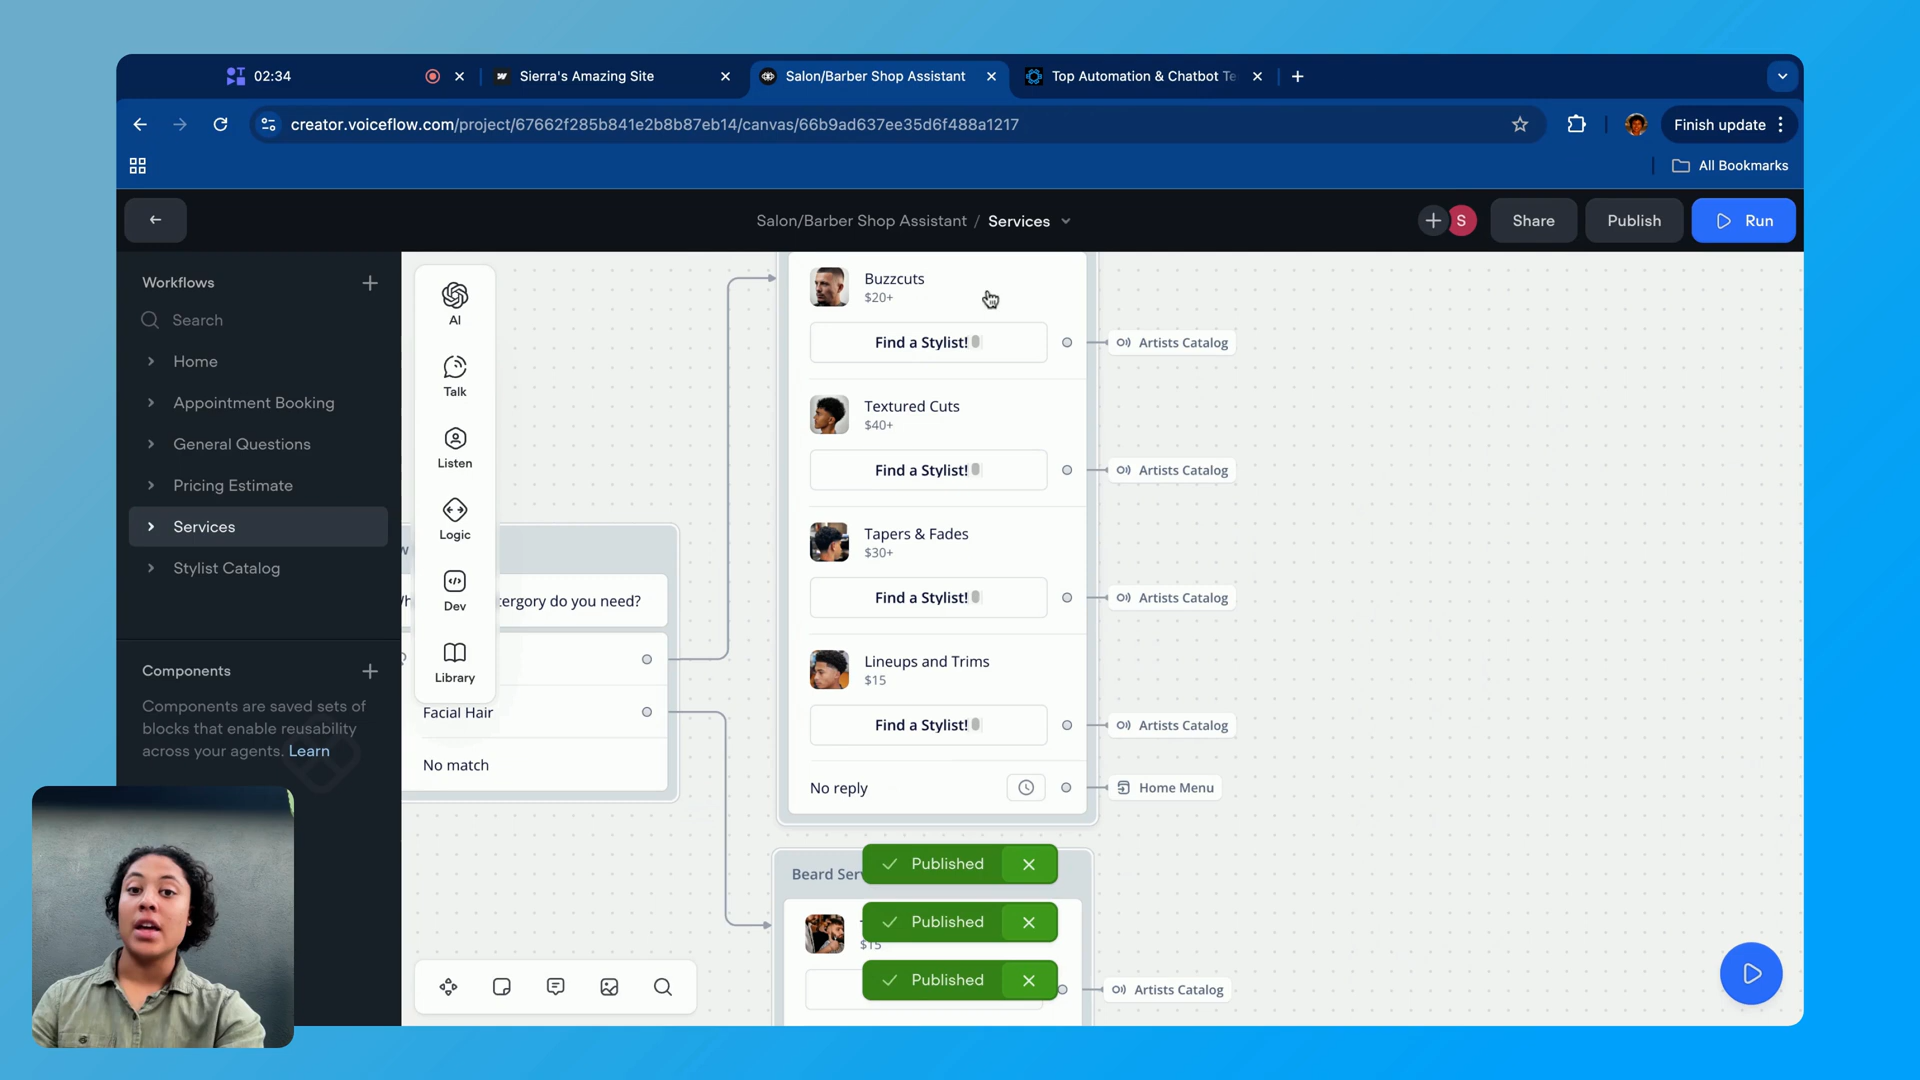 02:34
Sierra's Amazing Site
Salon/Barber Shop Assistant
Top Automation & Chatbot Te
creator.voiceflow.com/project/67662f285b841e2b8b87eb14/canvas/66b9ad637ee35d6f488a1217
Finish update
All Bookmarks
Salon/Barber Shop Assistant / Services
S
Share
Publish
Run
Workflows
Search
Home
Appointment Booking
General Questions
Pricing Estimate
Services
Stylist Catalog
Components
Components are saved sets of
blocks that enable reusability
across your agents. Learn
AI
Talk
Listen
Logic
Dev
Library
tergory do you need?
Facial Hair
No match
Buzzcuts
$20+
Find a Stylist!
Artists Catalog
Textured Cuts
$40+
Find a Stylist!
Artists Catalog
Tapers & Fades
$30+
Find a Stylist!
Artists Catalog
Lineups and Trims
$15
Find a Stylist!
Artists Catalog
No reply
Home Menu
Beard Ser
Published
Published
$15
Published
Artists Catalog